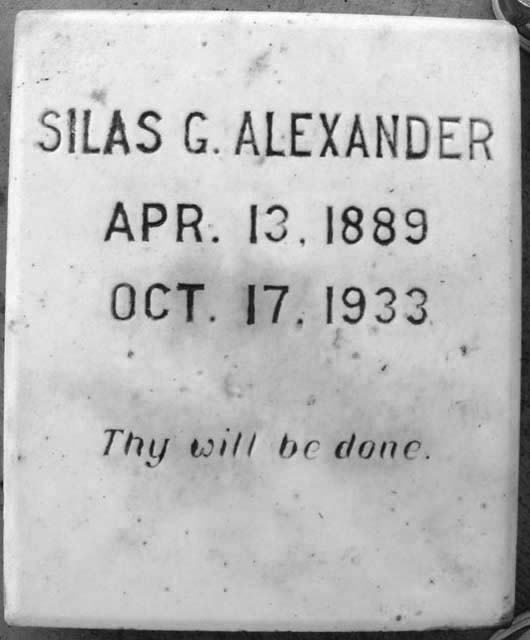 SILAS G. ALEXANDER
APR. 13, 1889
OCT. 17, 1933
Thy will be done.